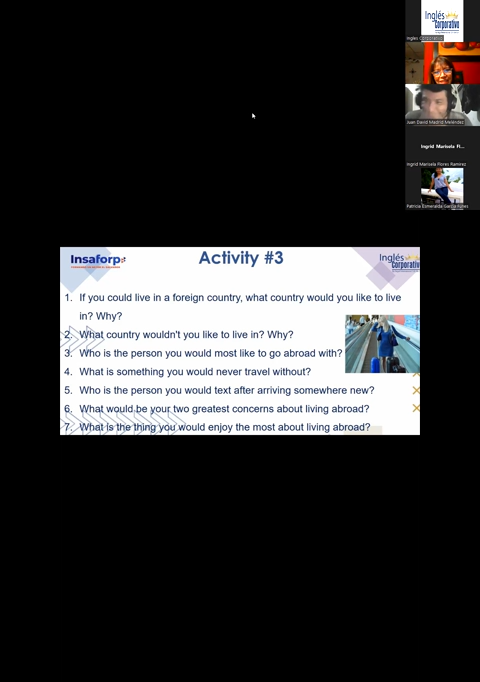 Inglés
Corporativo
Inglés Corporativo
Juan David Madrid Meléndez
Ingrid Marisela Fl...
Ingrid Marisela Flores Ramirez
Patricia Esmeralda García
Insaforp
Activity #3
Inglés
Corporativo
1. If you could live in a foreign country, what country would you like to live
in? Why?
2. What country wouldn't you like to live in? Why?
3. Who is the person you would most like to go abroad with?
4. What is something you would never travel without?
5. Who is the person you would text after arriving somewhere new?
6. What would be your two greatest concerns about living abroad?
7. What is the thing you would enjoy the most about living abroad?